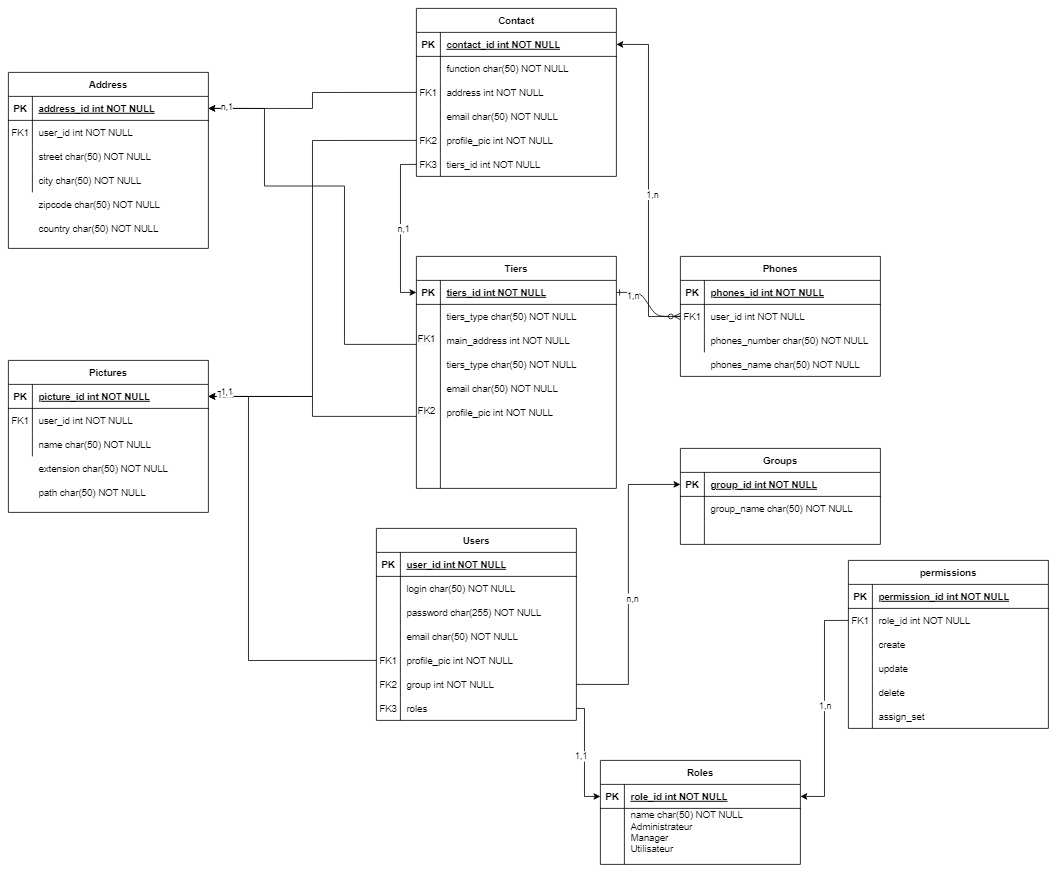 Contact
PK contact_id int NOT NULL
function char(50) NOT NULL
FK1 address int NOT NULL
email char(50) NOT NULL
FK2 profile_pic int NOT NULL
FK3 tiers_id int NOT NULL
Address
PK address_id int NOT NULL
FK1 user_id int NOT NULL
street char(50) NOT NULL
city char(50) NOT NULL
zipcode char(50) NOT NULL
country char(50) NOT NULL
n,1
1,n
n,1
Tiers
PK tiers_id int NOT NULL
tiers_type char(50) NOT NULL
FK1 main_address int NOT NULL
tiers_type char(50) NOT NULL
email char(50) NOT NULL
FK2 profile_pic int NOT NULL
1,n
Phones
PK phones_id int NOT NULL
FK1 user_id int NOT NULL
phones_number char(50) NOT NULL
phones_name char(50) NOT NULL
Pictures
PK picture_id int NOT NULL
FK1 user_id int NOT NULL
name char(50) NOT NULL
extension char(50) NOT NULL
path char(50) NOT NULL
1,1
Groups
PK group_id int NOT NULL
group_name char(50) NOT NULL
Users
PK user_id int NOT NULL
login char(50) NOT NULL
password char(255) NOT NULL
email char(50) NOT NULL
FK1 profile_pic int NOT NULL
FK2 group int NOT NULL
FK3 roles
n,n
permissions
PK permission_id int NOT NULL
FK1 role_id int NOT NULL
create
update
delete
assign_set
1,n
1,1
Roles
PK role_id int NOT NULL
name char(50) NOT NULL
Administrateur
Manager
Utilisateur